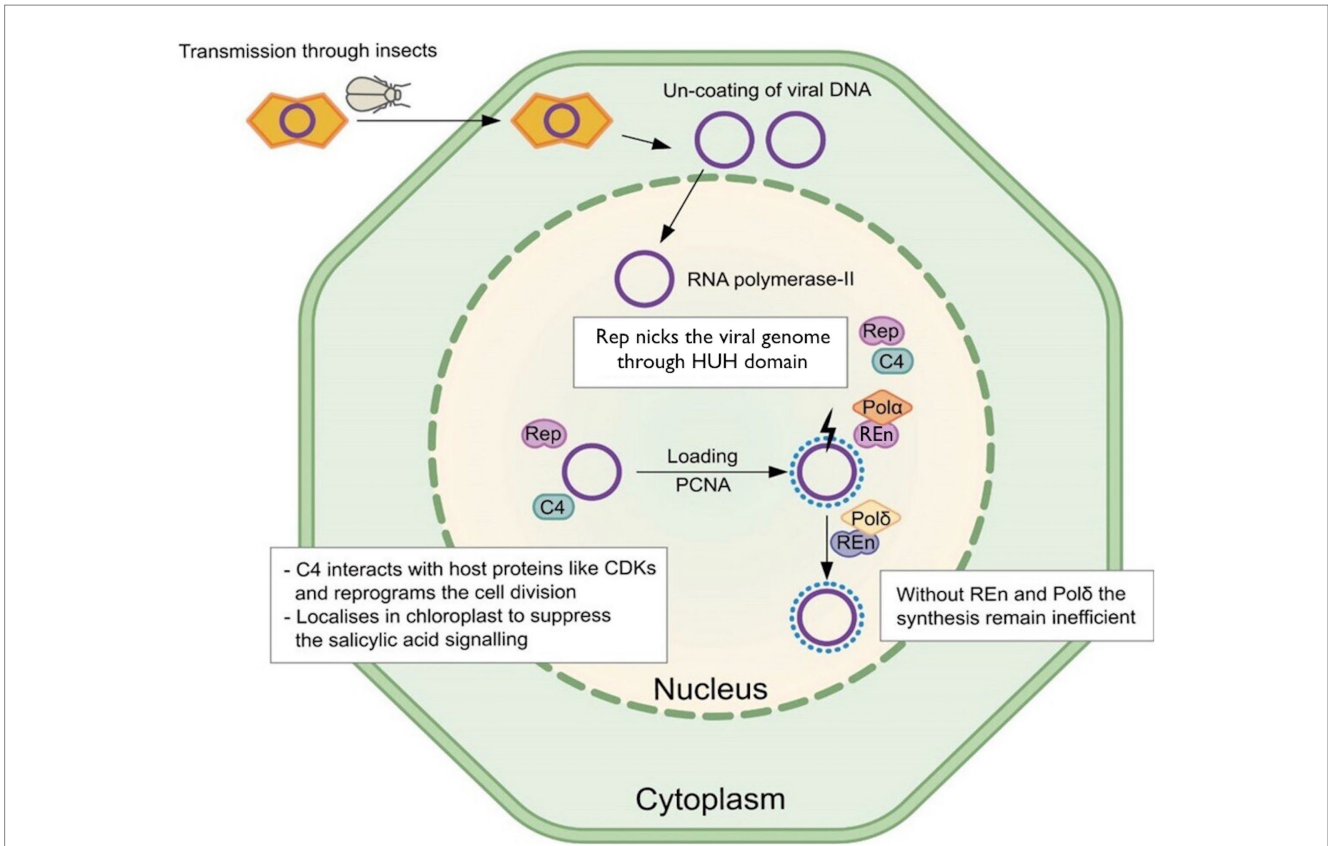 Transmission through insects
Un-coating of viral DNA
RNA polymerase-II
Rep nicks the viral genome
through HUH domain
Rep
C4
Polα
REn
Rep
C4
Loading
PCNA
Polδ
REn
- C4 interacts with host proteins like CDKs
and reprograms the cell division
- Localises in chloroplast to suppress
the salicylic acid signalling
Without REn and Polδ the
synthesis remain inefficient
Nucleus
Cytoplasm